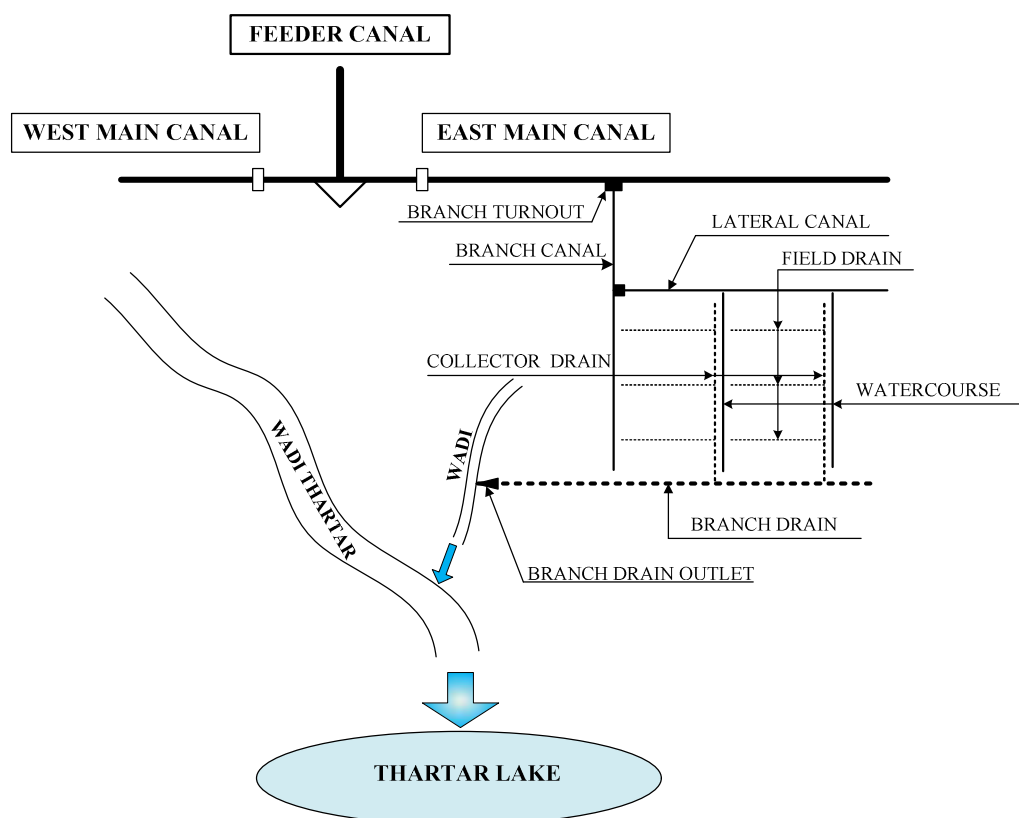 FEEDER CANAL
WEST MAIN CANAL
EAST MAIN CANAL
BRANCH TURNOUT
LATERAL CANAL
BRANCH CANAL
FIELD DRAIN
COLLECTOR DRAIN
WATERCOURSE
WADI
WADI THARTAR
BRANCH DRAIN
BRANCH DRAIN OUTLET
THARTAR LAKE